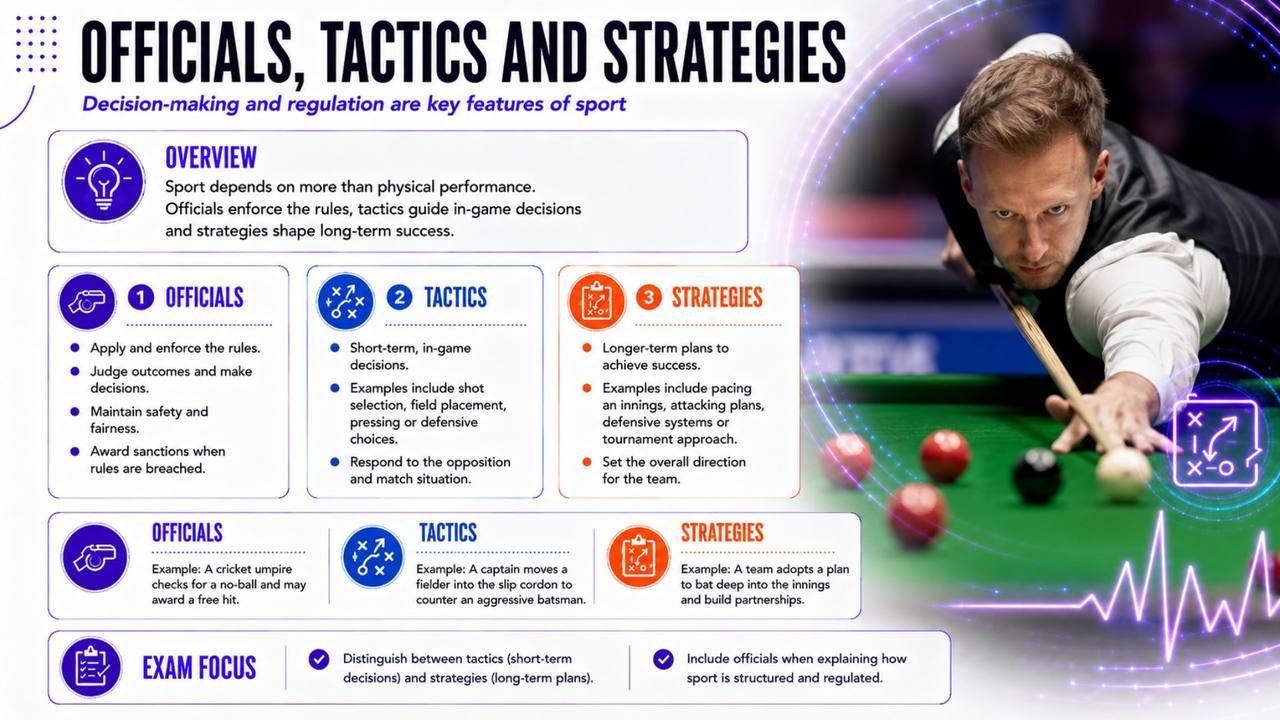 OFFICIALS, TACTICS AND STRATEGIES
Decision-making and regulation are key features of sport
OVERVIEW
Sport depends on more than physical performance.
Officials enforce the rules, tactics guide in-game decisions
and strategies shape long-term success.
1 OFFICIALS
Apply and enforce the rules.
Judge outcomes and make
decisions.
Maintain safety and
fairness.
Award sanctions when
rules are breached.
2 TACTICS
Short-term, in-game
decisions.
Examples include shot
selection, field placement,
pressing or defensive
choices.
Respond to the opposition
and match situation.
3 STRATEGIES
Longer-term plans to
achieve success.
Examples include pacing
an innings, attacking plans,
defensive systems or
tournament approach.
Set the overall direction
for the team.
OFFICIALS
Example: A cricket umpire
checks for a no-ball and may
award a free hit.
TACTICS
Example: A captain moves a
fielder into the slip cordon to
counter an aggressive batsman.
STRATEGIES
Example: A team adopts a plan
to bat deep into the innings
and build partnerships.
EXAM FOCUS
Distinguish between tactics (short-term
decisions) and strategies (long-term plans).
Include officials when explaining how
sport is structured and regulated.